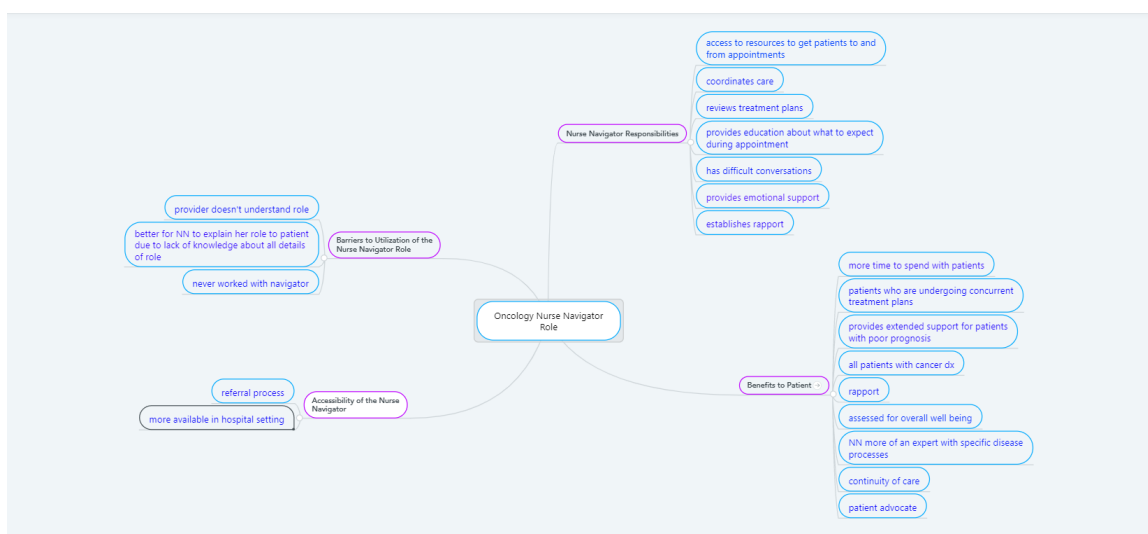 Oncology Nurse Navigator
Role
Nurse Navigator Responsibilities
access to resources to get patients to and
from appointments
coordinates care
reviews treatment plans
provides education about what to expect
during appointment
has difficult conversations
provides emotional support
establishes rapport
Benefits to Patient
more time to spend with patients
patients who are undergoing concurrent
treatment plans
provides extended support for patients
with poor prognosis
all patients with cancer dx
rapport
assessed for overall well being
NN more of an expert with specific disease
processes
continuity of care
patient advocate
Barriers to Utilization of the
Nurse Navigator Role
provider doesn't understand role
better for NN to explain her role to patient
due to lack of knowledge about all details
of role
never worked with navigator
Accessibility of the Nurse
Navigator
referral process
more available in hospital setting